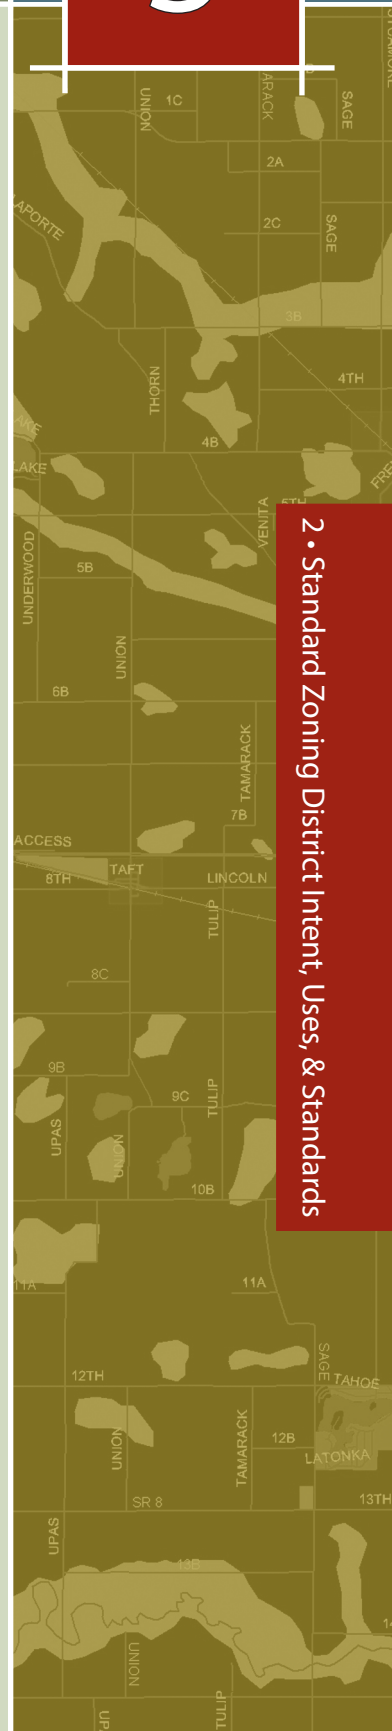 1C
UNION
SAGE
2A
LAPORTE
2C
SAGE
3B
4TH
THORN
4B
LAKE
5TH
VENITA
UNDERWOOD
5B
UNION
6B
TAMARACK
7B
ACCESS
TAFT
8TH
LINCOLN
TULIP
2 • Standard Zoning District Intent, Uses, & Standards
8C
9B
9C
TULIP
UPAS
UNION
10B
11A
11A
12TH
SAGE
TAHOE
UNION
TAMARACK
12B
LATONKA
SR 8
13TH
UPAS
13B
UNION
TULIP